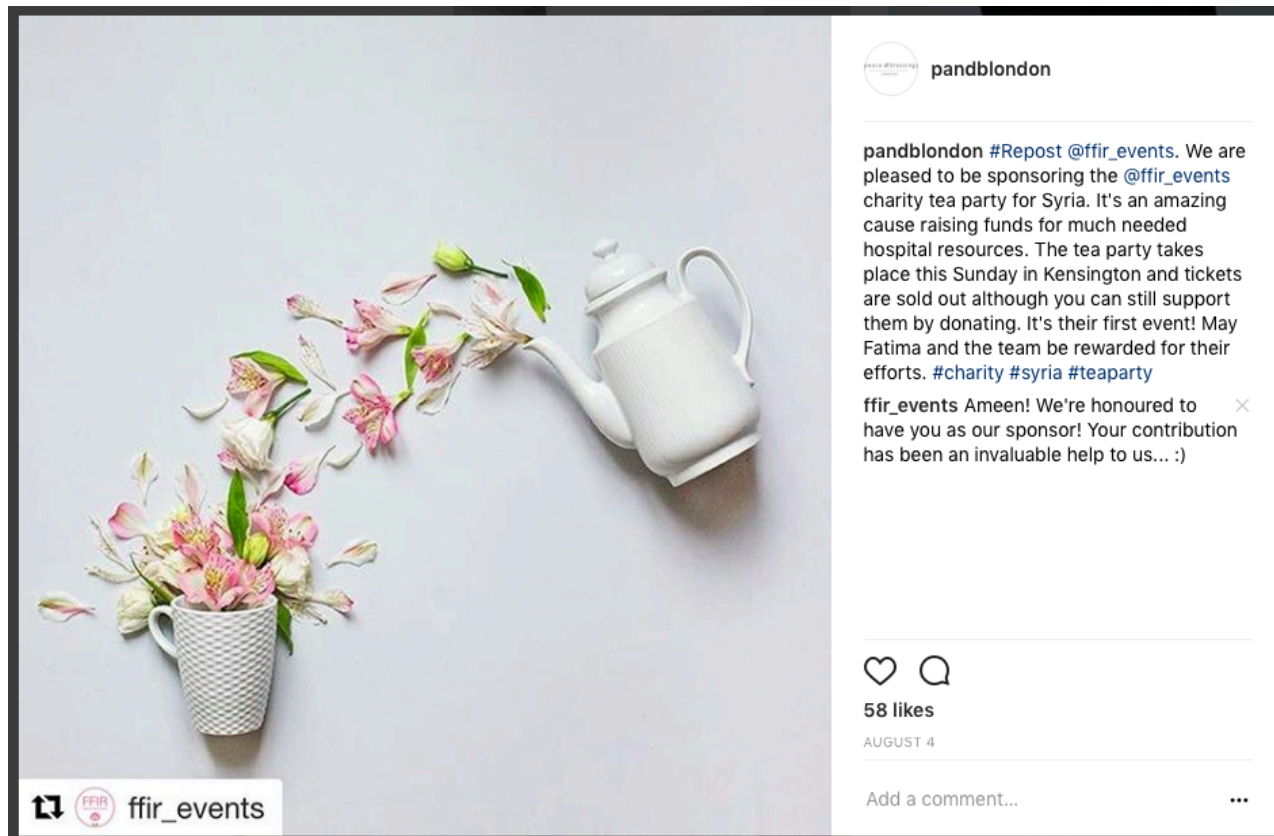 pandblondon
pandblondon #Repost @ffir_events. We are
pleased to be sponsoring the @ffir_events
charity tea party for Syria. It's an amazing
cause raising funds for much needed
hospital resources. The tea party takes
place this Sunday in Kensington and tickets
are sold out although you can still support
them by donating. It's their first event! May
Fatima and the team be rewarded for their
efforts. #charity #syria #teaparty
ffir_events Ameen! We're honoured to
have you as our sponsor! Your contribution
has been an invaluable help to us... :)
58 likes
AUGUST 4
Add a comment...
FFIR
ffir_events